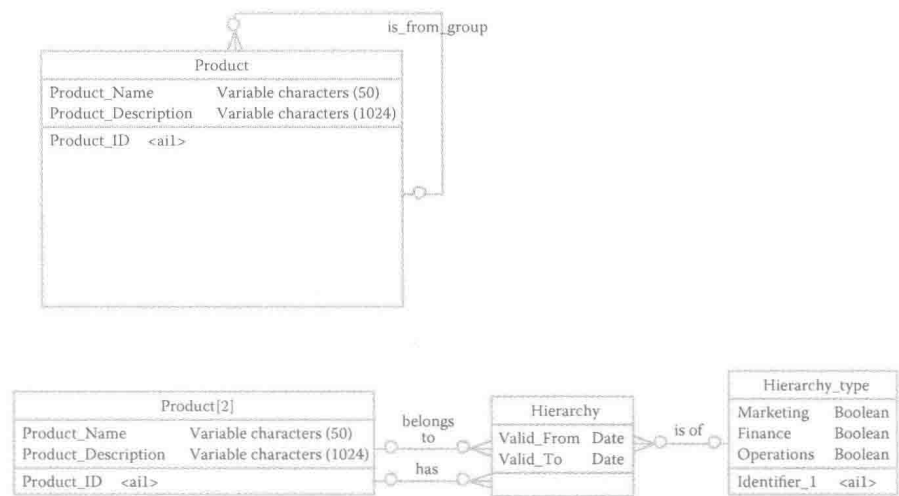 is_from_group
Product
Product_Name Variable characters (50)
Product_Description Variable characters (1024)
Product_ID <ai1>
Product[2]
Product_Name Variable characters (50)
Product_Description Variable characters (1024)
Product_ID <ai1>
belongs
to
has
Hierarchy
Valid_From Date
Valid_To Date
is of
Hierarchy_type
Marketing Boolean
Finance Boolean
Operations Boolean
Identifier_1 <ai1>